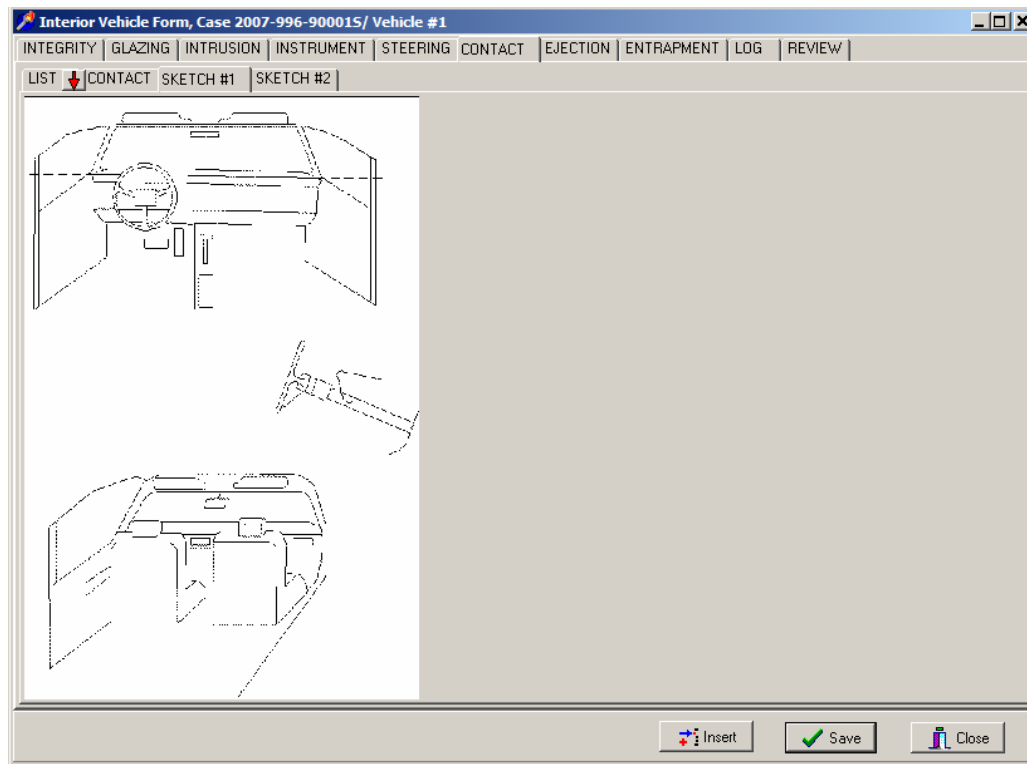 Interior Vehicle Form, Case 2007-996-900015/ Vehicle #1
INTEGRITY GLAZING INTRUSION INSTRUMENT STEERING CONTACT EJECTION ENTRAPMENT LOG REVIEW
LIST CONTACT SKETCH #1 SKETCH #2
Insert Save Close